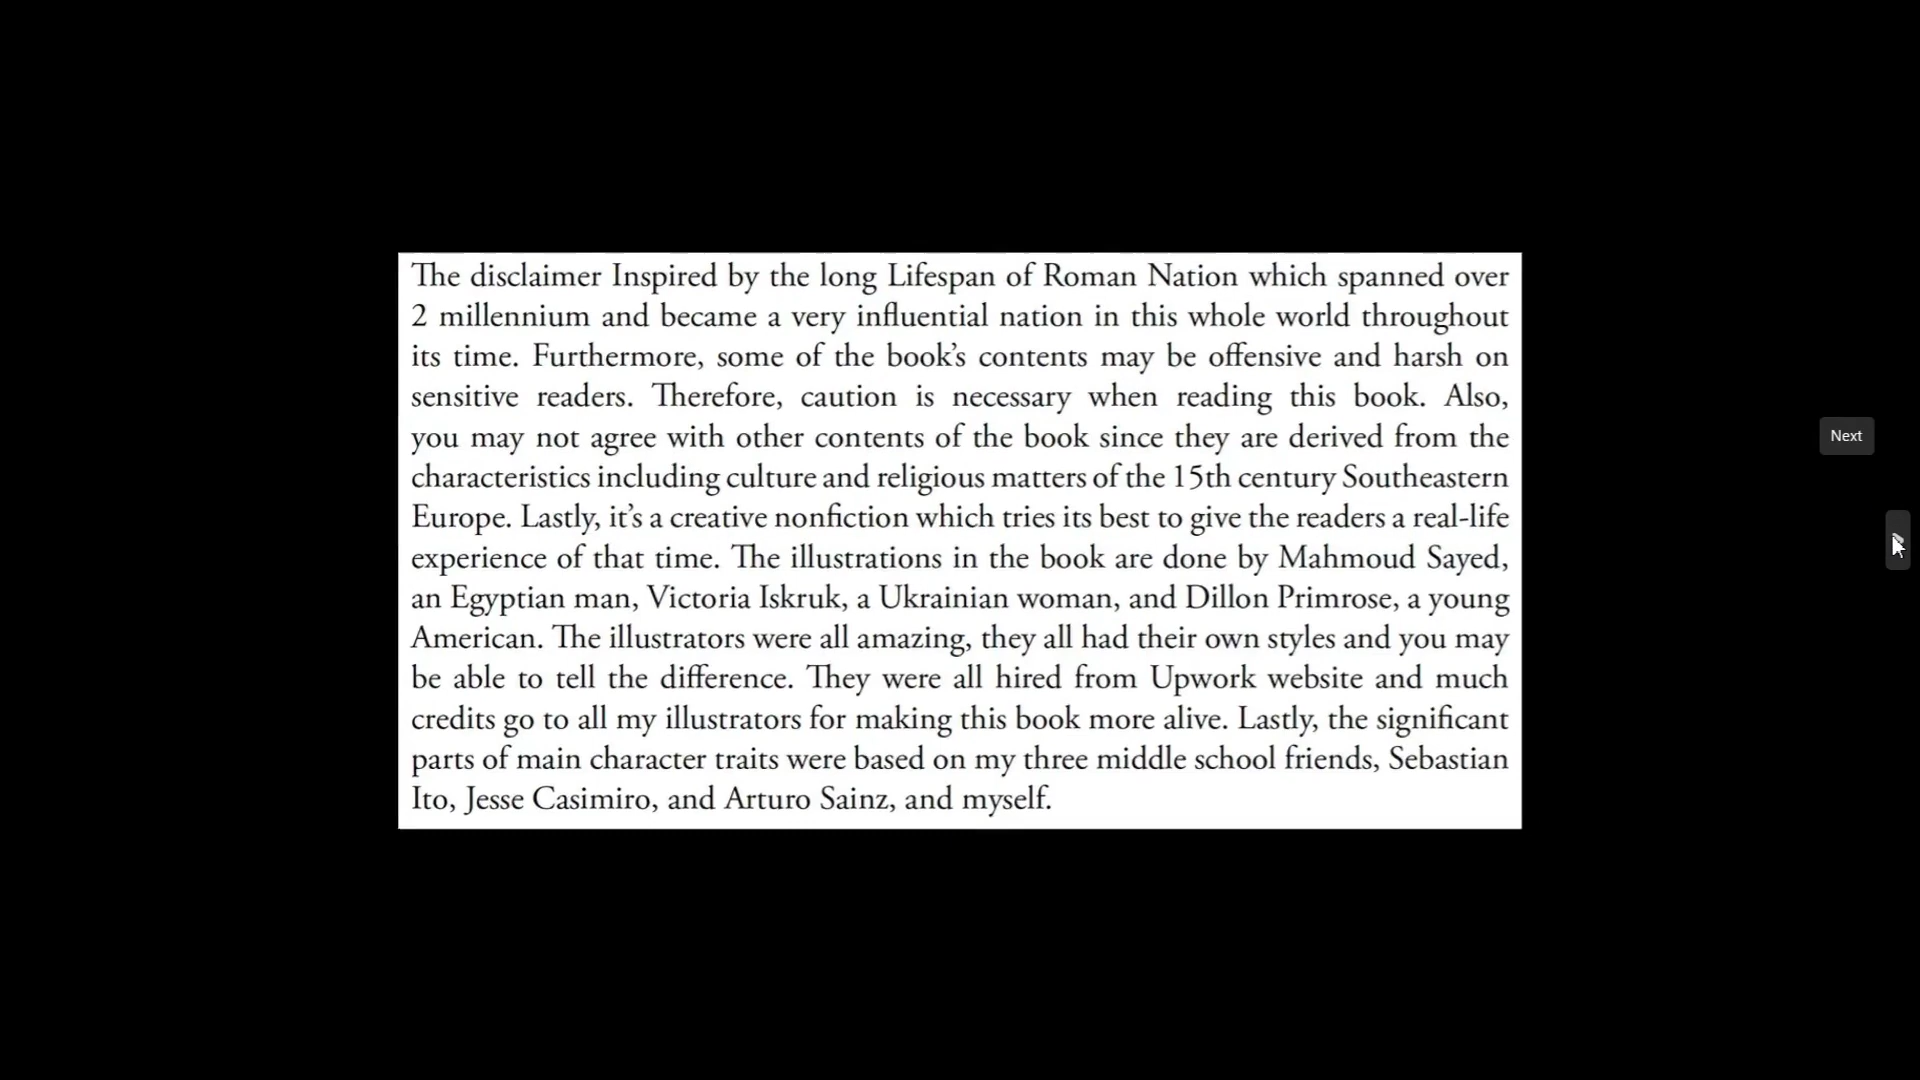 The disclaimer Inspired by the long Lifespan of Roman Nation which spanned over
2 millennium and became a very influential nation in this whole world throughout
its time. Furthermore, some of the book’s contents may be offensive and harsh on
sensitive readers. Therefore, caution is necessary when reading this book. Also,
you may not agree with other contents of the book since they are derived from the
characteristics including culture and religious matters of the 15th century Southeastern
Europe. Lastly, it’s a creative nonfiction which tries its best to give the readers a real-life
experience of that time. The illustrations in the book are done by Mahmoud Sayed,
an Egyptian man, Victoria Iskruk, a Ukrainian woman, and Dillon Primrose, a young
American. The illustrators were all amazing, they all had their own styles and you may
be able to tell the difference. They were all hired from Upwork website and much
credits go to all my illustrators for making this book more alive. Lastly, the significant
parts of main character traits were based on my three middle school friends, Sebastian
Ito, Jesse Casimiro, and Arturo Sainz, and myself.
Next